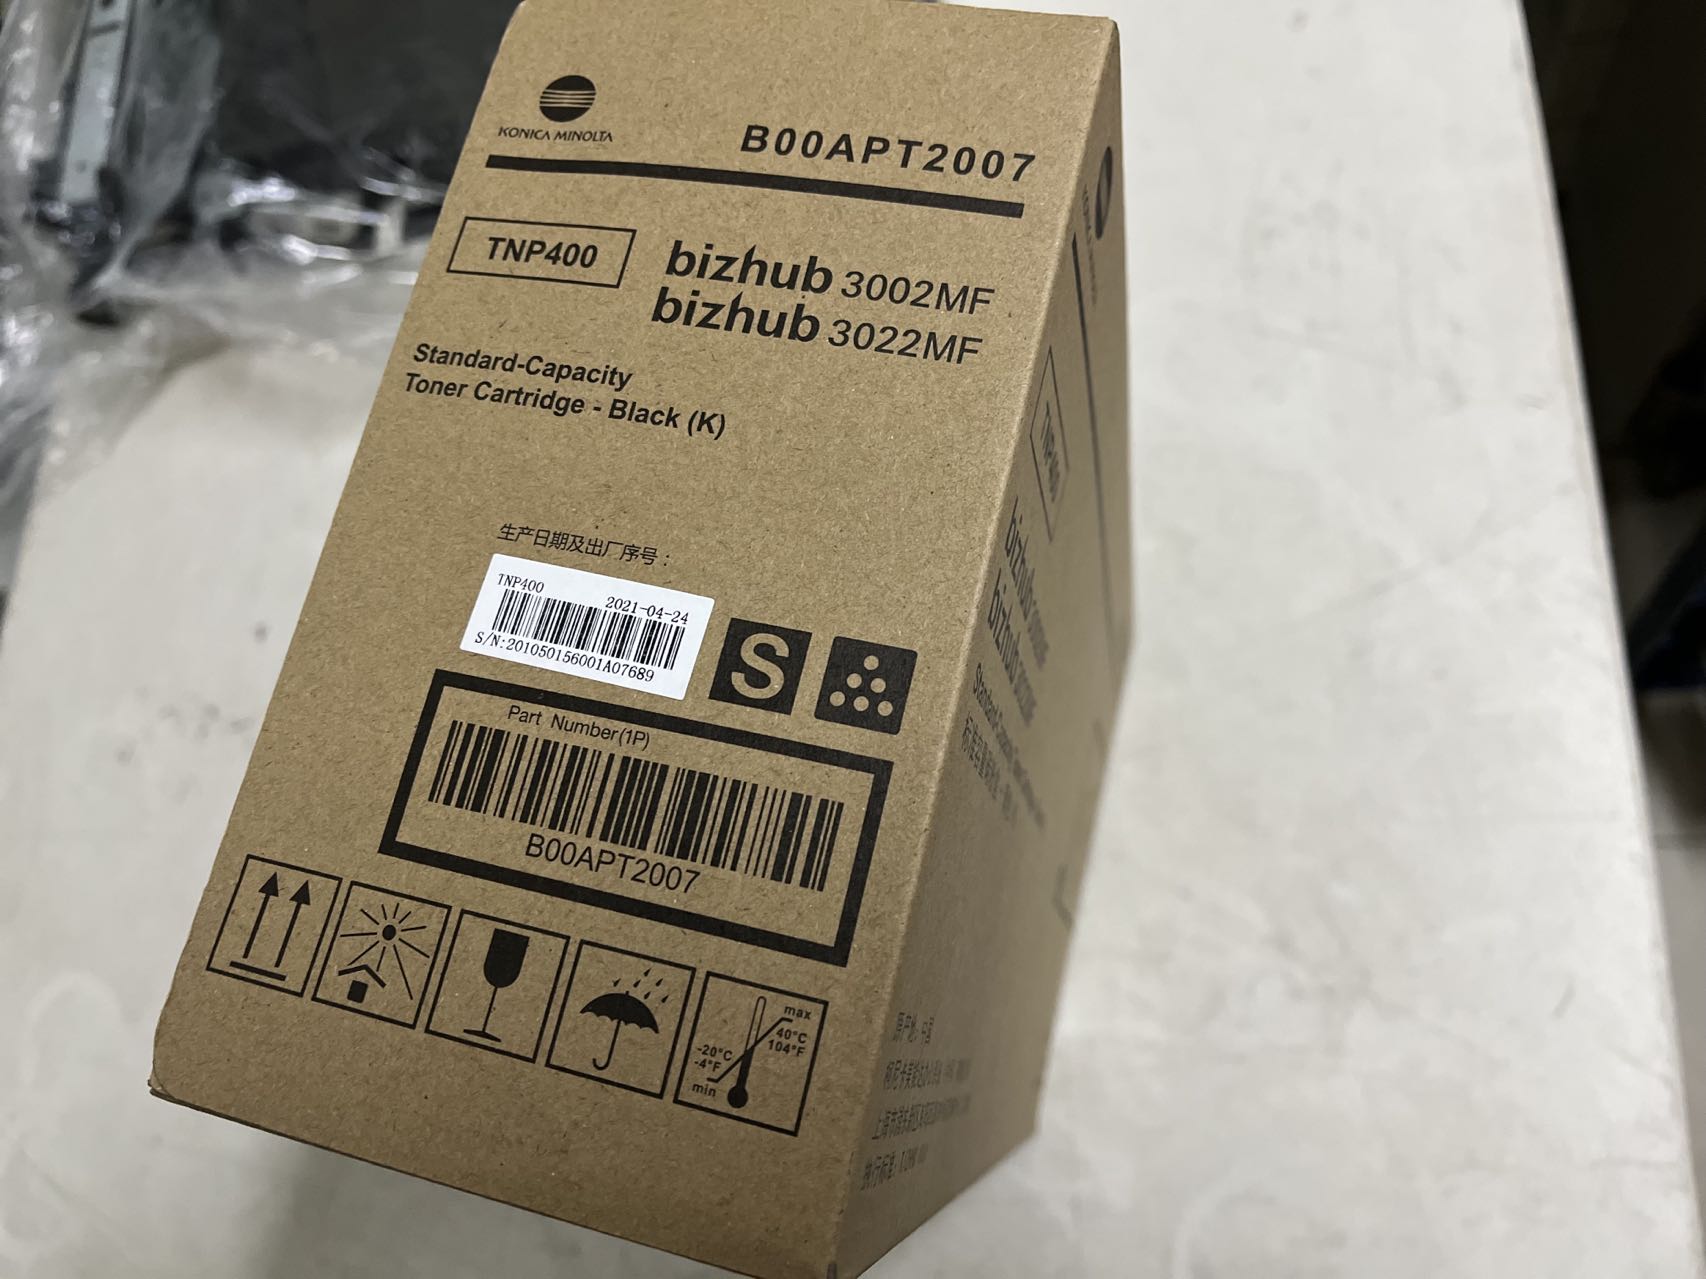 KONICA MINOLTA
B00APT2007
TNP400
bizhub 3002MF
bizhub 3022MF
Standard-Capacity
Toner Cartridge - Black (K)
生产日期及出厂序号：
TNP400
2021-04-24
S/N:201050156001A07689
S
Part Number(1P)
B00APT2007
max
40°C
104°F
-20°C
-4°F
min
TNP400
bizhub
bizhub
Standard-Capacity